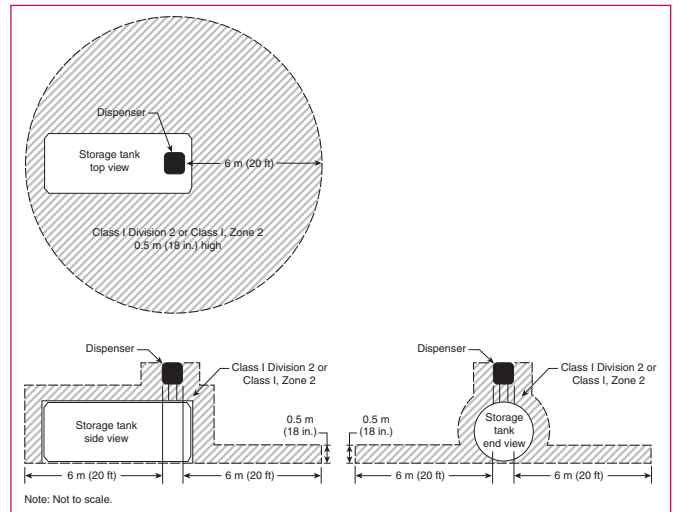 Dispenser
Storage tank
top view
6 m (20 ft)
Class I Division 2 or Class I, Zone 2
0.5 m (18 in.) high
Dispenser
Class I Division 2 or
Class I, Zone 2
Storage tank
side view
0.5 m
(18 in.)
6 m (20 ft)
6 m (20 ft)
Dispenser
Class I Division 2 or
Class I, Zone 2
0.5 m
(18 in.)
Storage
tank
end view
6 m (20 ft)
6 m (20 ft)
Note: Not to scale.